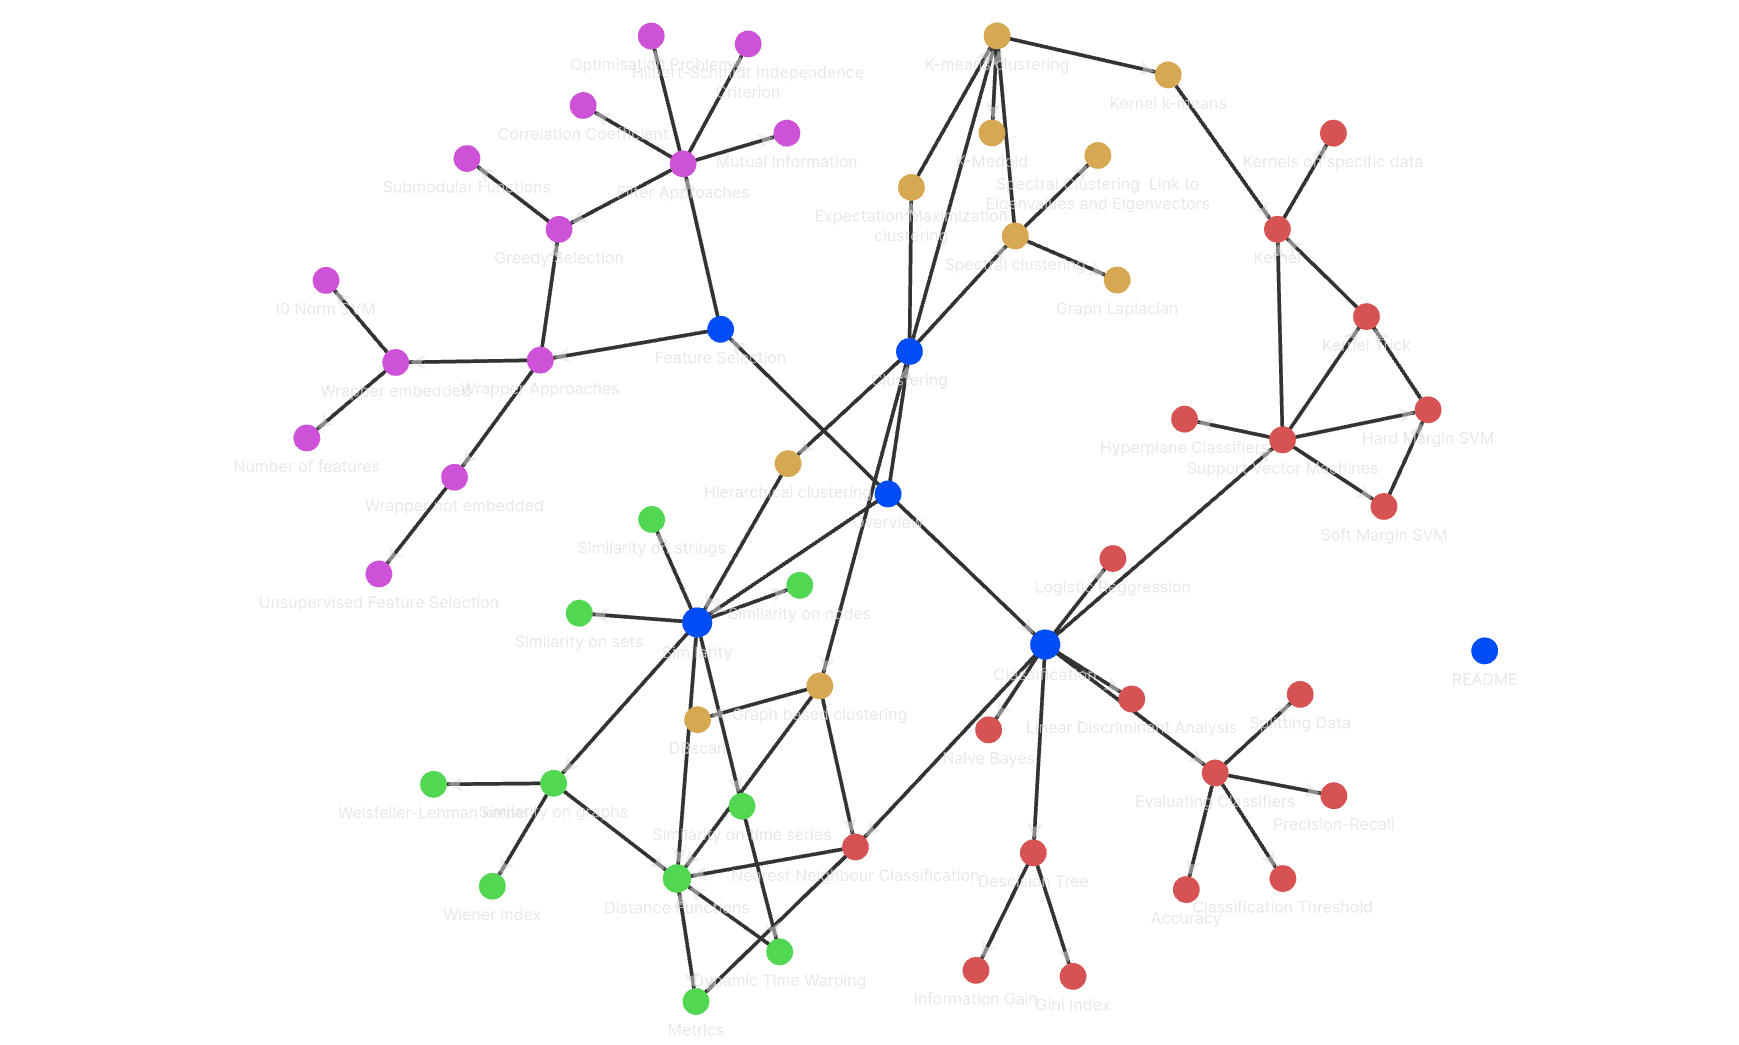 Optimisation Problem
Hilbert-Schmidt Independence
Criterion
K-means clustering
Kernel k-means
Correlation Coefficient
Mutual Information
K-Medoid
Kernels on specific data
Submodular Functions
Filter Approaches
Spectral Clustering Link to
Eigenvalues and Eigenvectors
Expectation Maximization
clustering
Greedy Selection
Spectral clustering
Kernel
l0 Norm SVM
Graph Laplacian
Feature Selection
Kernel Trick
Clustering
Wrapper embedded
Wrapper Approaches
Hyperplane Classifiers
Hard Margin SVM
Number of features
Support Vector Machines
Hierarchical clustering
Wrapper not embedded
Overview
Soft Margin SVM
Similarity on strings
Logistic Reggression
Unsupervised Feature Selection
Similarity on nodes
Similarity on sets
Similarity
Classification
README
Graph based clustering
Linear Discriminant Analysis
Splitting Data
DBscan
Naive Bayes
Weisfeiler-Lehman Kernel
Similarity on graphs
Evaluating Classifiers
Similarity on time series
Precision-Recall
Nearest Neighbour Classification
Descision Tree
Wiener Index
Distance Functions
Accuracy
Classification Threshold
Dynamic Time Warping
Information Gain
Gini Index
Metrics